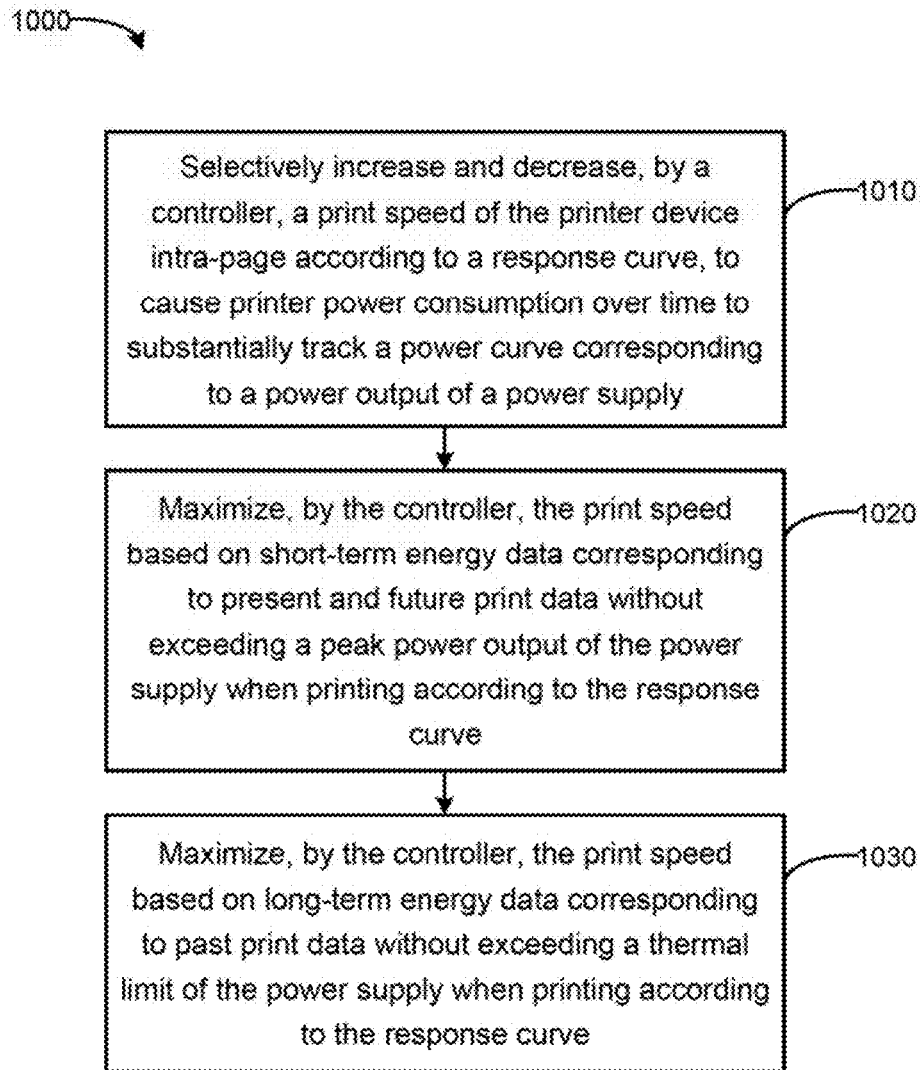 1000
Selectively increase and decrease, by a
controller, a print speed of the printer device
intra-page according to a response curve, to
cause printer power consumption over time to
substantially track a power curve corresponding
to a power output of a power supply
1010
Maximize, by the controller, the print speed
based on short-term energy data corresponding
to present and future print data without
exceeding a peak power output of the power
supply when printing according to the response
curve
1020
Maximize, by the controller, the print speed
based on long-term energy data corresponding
to past print data without exceeding a thermal
limit of the power supply when printing according
to the response curve
1030